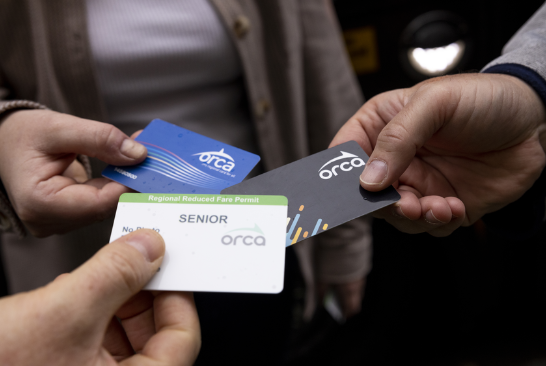 orca
orca
Regional Reduced Fare Permit
SENIOR
No Photo
orca